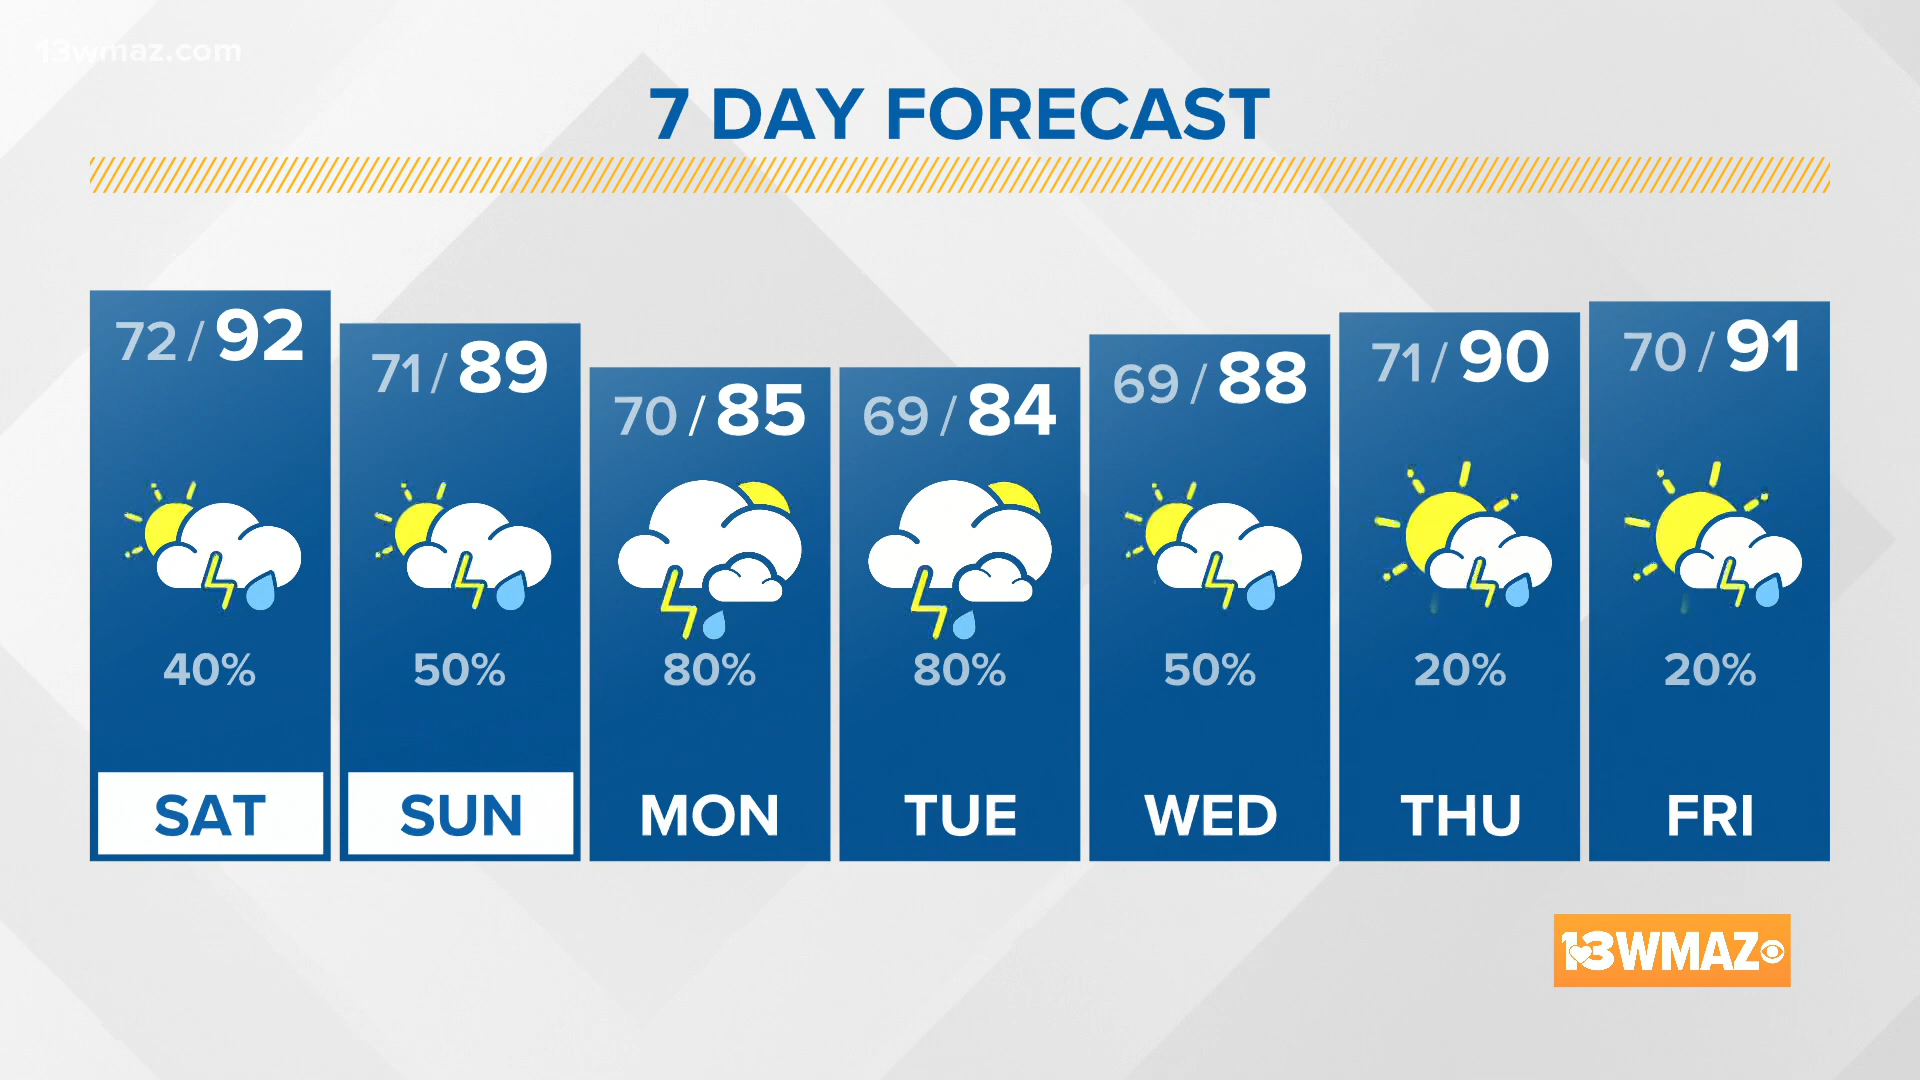 13wmaz.com
7 DAY FORECAST
72 / 92
71 / 89
70 / 85
69 / 84
69 / 88
71 / 90
70 / 91
40%
50%
80%
80%
50%
20%
20%
SAT
SUN
MON
TUE
WED
THU
FRI
13WMAZ